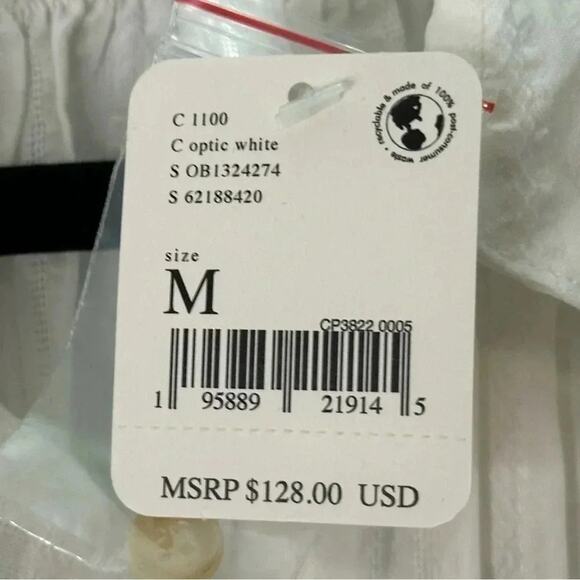 C 1100
C optic white
S OB1324274
S 62188420
recyclable & made of 100% post-consumer waste
size
M
CP3822 0005
1 95889 21914 5
MSRP $128.00 USD